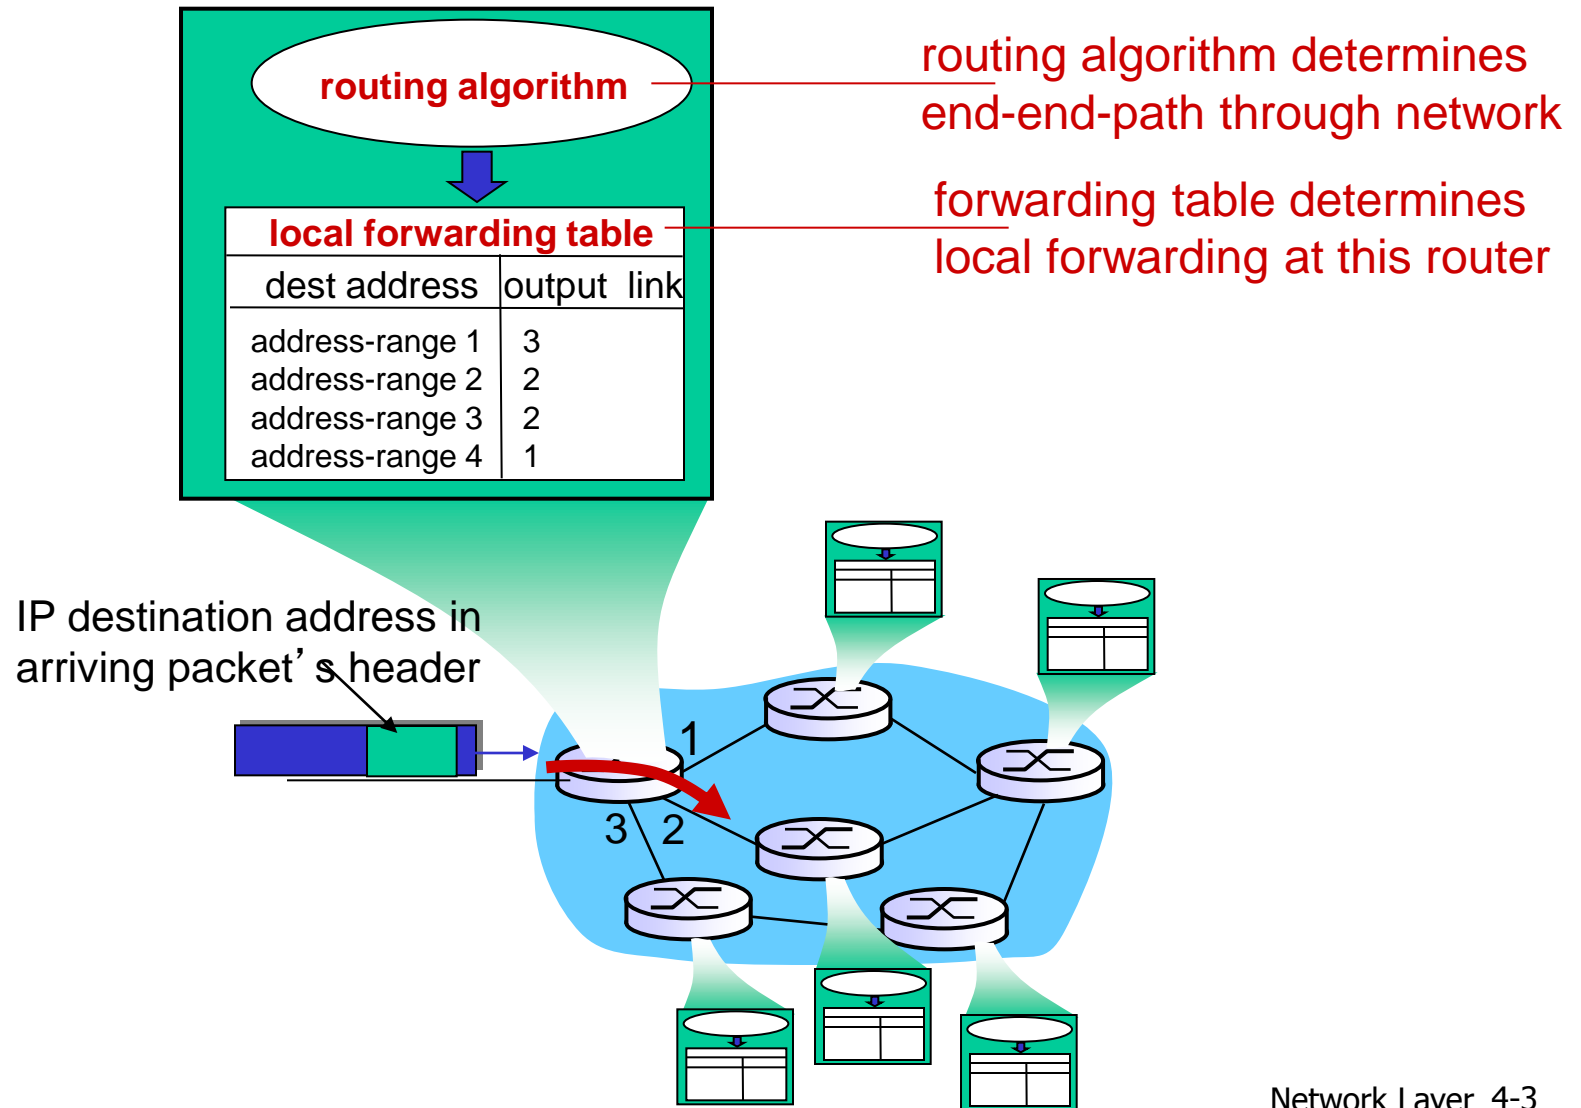 routing algorithm
routing algorithm determines
end-end-path through network
forwarding table determines
local forwarding at this router
local forwarding table
dest address output link
address-range 1 3
address-range 2 2
address-range 3 2
address-range 4 1
IP destination address in
arriving packet’s header
1
3 2
Network Layer 4-3